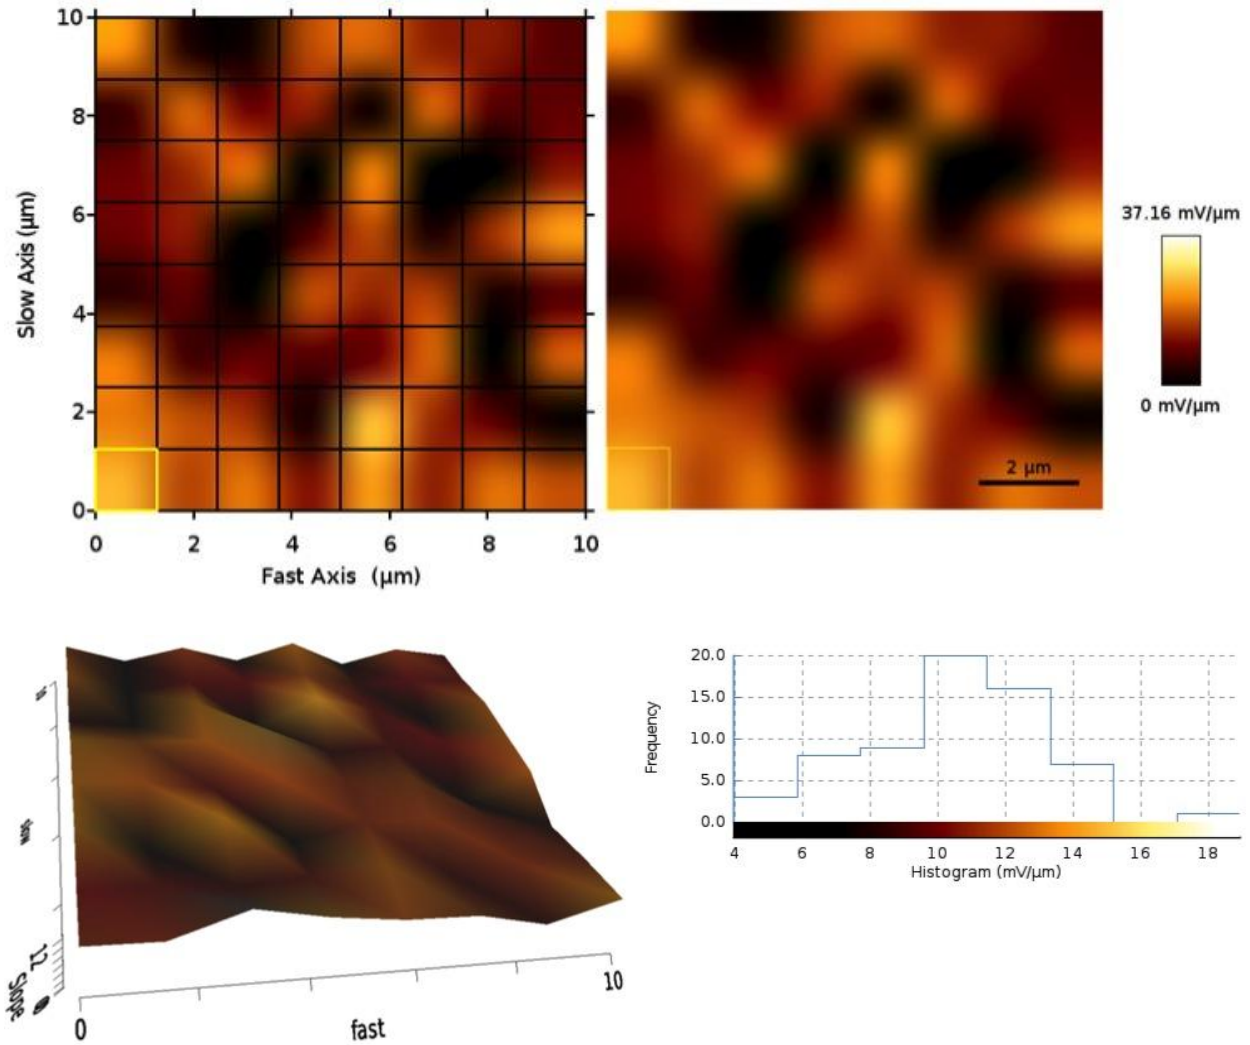 10
8
6
4
2
0
Slow Axis (µm)
0 2 4 6 8 10
Fast Axis (µm)
2 µm
37.16 mV/µm
0 mV/µm
12
Slope
0
fast
10
20.0
15.0
10.0
5.0
0.0
Frequency
4 6 8 10 12 14 16 18
Histogram (mV/µm)